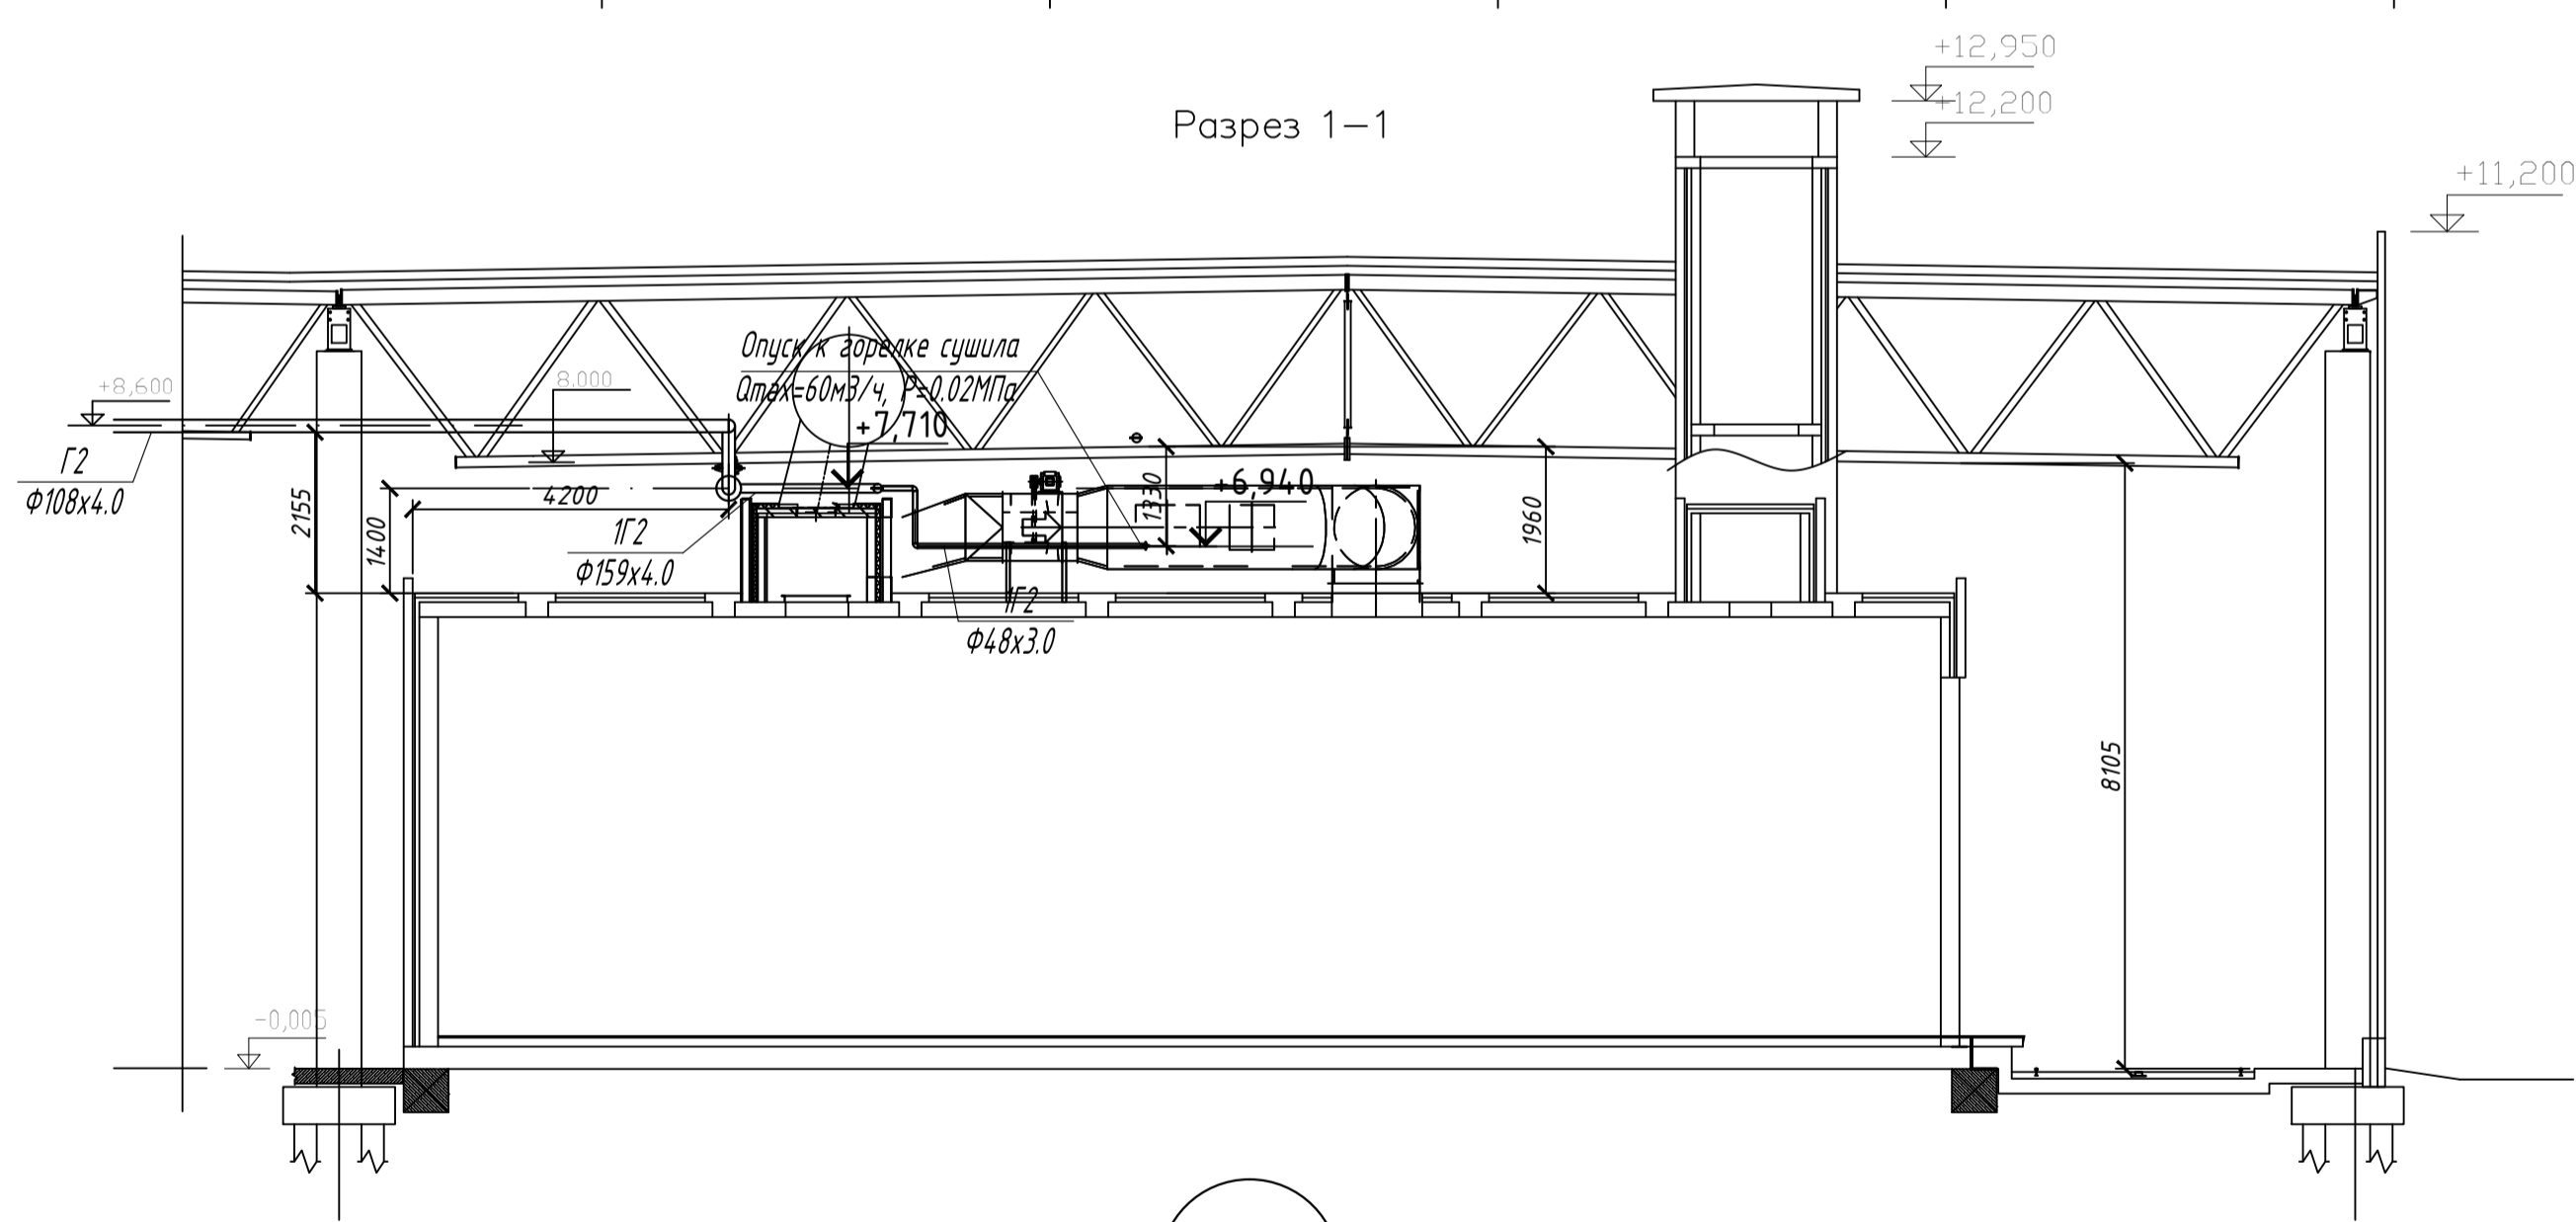 +12,950
+12,200
Разрез 1–1
+11,200
Опуск к горелке сушила
Qmax=60м3/ч, Р=0.02МПа
+8,600
8.000
+7,710
Г2
Ф108х4.0
2155
1400
4200
1Г2
Ф159х4.0
1330
+6,940
1960
1Г2
Ф48х3.0
8105
-0,005